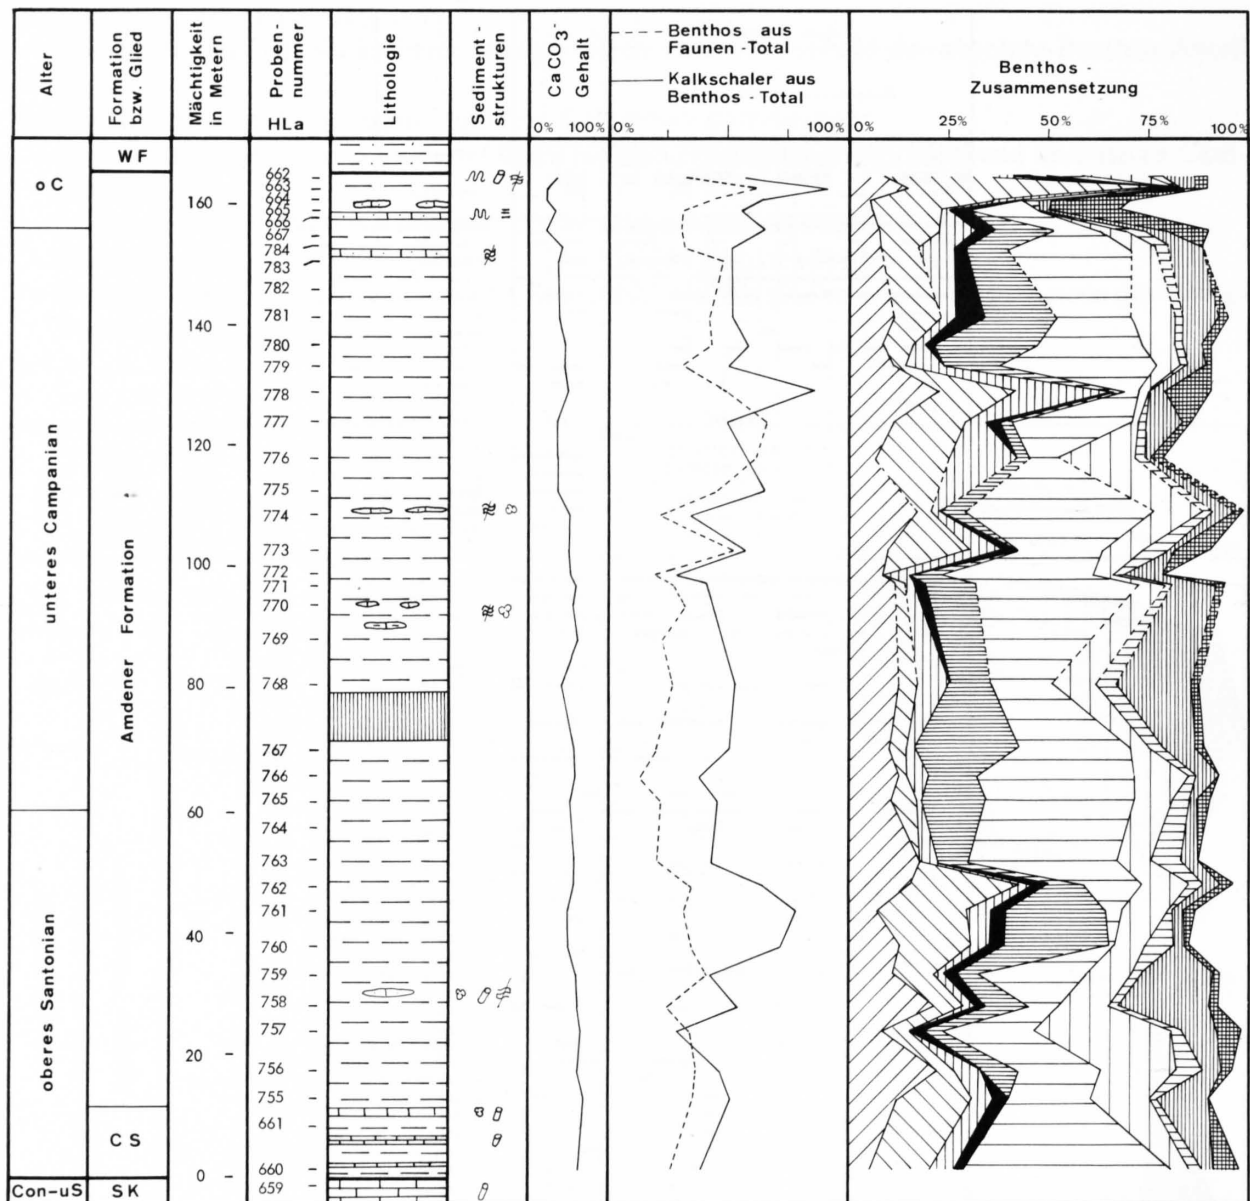 Alter
Formation
bzw. Glied
Mächtigkeit
in Metern
Proben-
nummer
HLa
Lithologie
Sediment-
strukturen
CaCO3-
Gehalt
0% 100%
Benthos aus
Faunen-Total
Kalkschaler aus
Benthos-Total
0% 100%
Benthos-
Zusammensetzung
0% 25% 50% 75% 100%
o C
unteres Campanian
oberes Santonian
Con-uS
WF
Amdener Formation
CS
SK
160
140
120
100
80
60
40
20
0
662
663
664
665
666
667
784
783
782
781
780
779
778
777
776
775
774
773
772
771
770
769
768
767
766
765
764
763
762
761
760
759
758
757
756
755
661
660
659